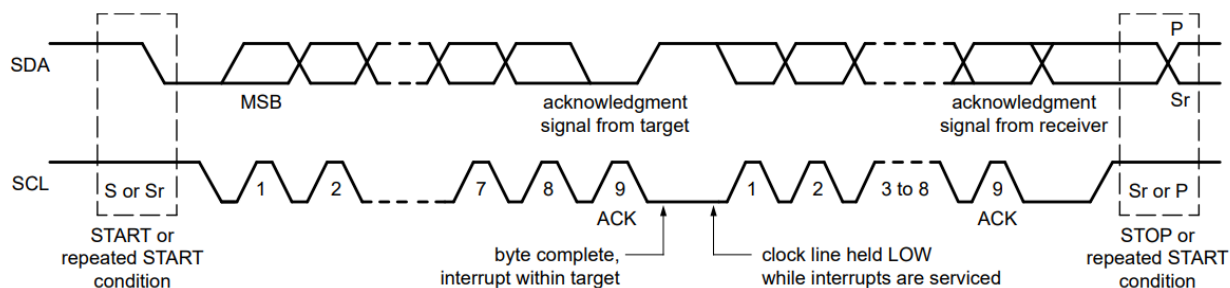 P
SDA
MSB
acknowledgment
signal from target
acknowledgment
signal from receiver
Sr
SCL
S or Sr
1
2
7
8
9
1
2
3 to 8
9
Sr or P
ACK
ACK
START or
repeated START
condition
byte complete,
interrupt within target
clock line held LOW
while interrupts are serviced
STOP or
repeated START
condition